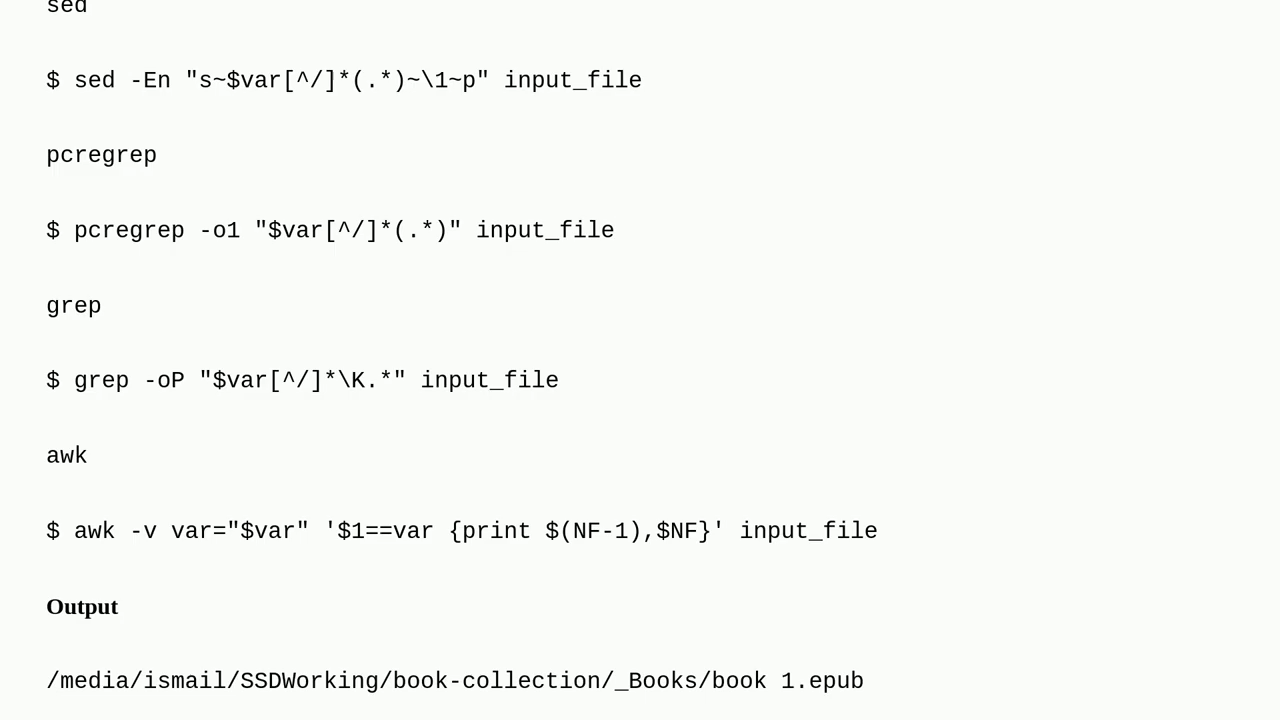 sed
$ sed -En "s~$var[^/]*(.*)~\1~p" input_file
pcregrep
$ pcregrep -o1 "$var[^/]*(.*)" input_file
grep
$ grep -oP "$var[^/]*\K.*" input_file
awk
$ awk -v var="$var" '$1==var {print $(NF-1),$NF}' input_file
Output
/media/ismail/SSDWorking/book-collection/_Books/book 1.epub